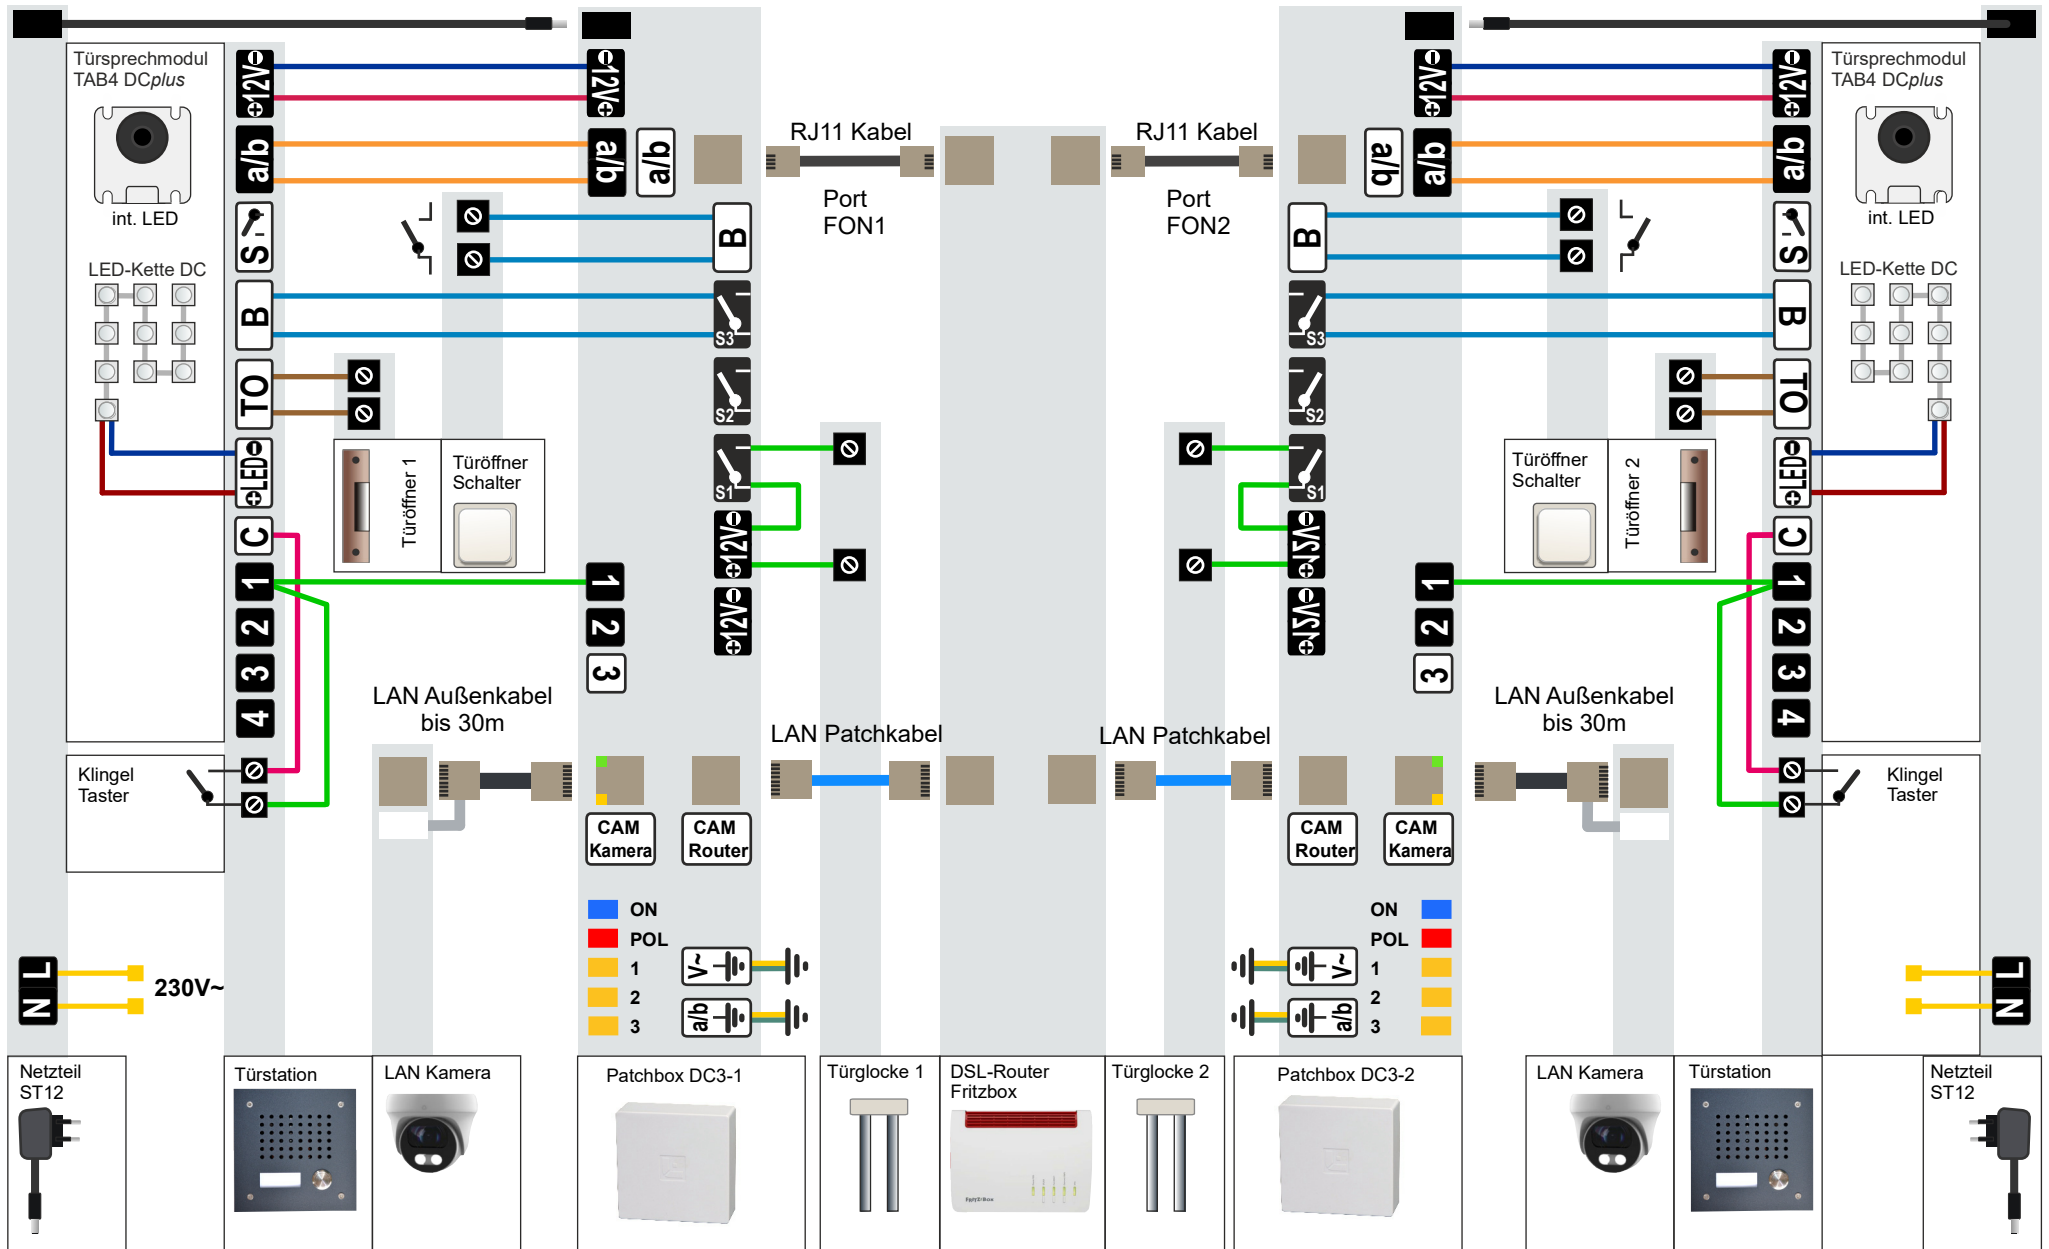 Türsprechmodul
TAB4 DCplus
int. LED
LED-Kette DC
Klingel
Taster
230V~
L
N
12V
a/b
S
B
TO
LED
C
1
2
3
4
Türöffner 1
Türöffner
Schalter
LAN Außenkabel
bis 30m
12V
a/b
a/b
B
S3
S2
S1
12V
12V
1
2
3
CAM
Kamera
CAM
Router
ON
POL
1
2
3
V~
a/b
RJ11 Kabel
Port
FON1
LAN Patchkabel
RJ11 Kabel
Port
FON2
LAN Patchkabel
12V
a/b
a/b
B
S3
S2
S1
12V
12V
1
2
3
CAM
Router
CAM
Kamera
ON
POL
1
2
3
V~
a/b
Türöffner
Schalter
Türöffner 2
LAN Außenkabel
bis 30m
12V
a/b
S
B
TO
LED
C
1
2
3
4
Türsprechmodul
TAB4 DCplus
int. LED
LED-Kette DC
Klingel
Taster
L
N
Netzteil
ST12
Türstation
LAN Kamera
Patchbox DC3-1
Türglocke 1
DSL-Router
Fritzbox
FRITZ!Box
Türglocke 2
Patchbox DC3-2
LAN Kamera
Türstation
Netzteil
ST12